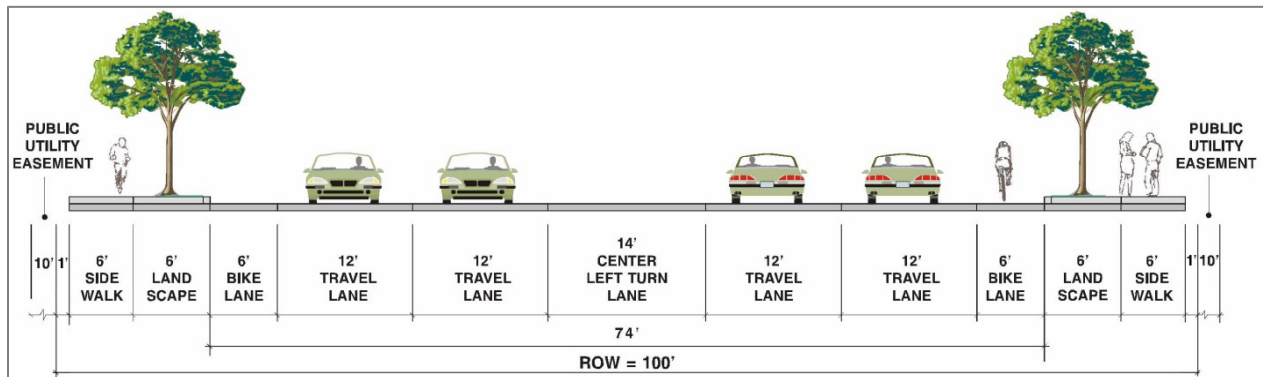 PUBLIC
UTILITY
EASEMENT
PUBLIC
UTILITY
EASEMENT
10'
1'
6'
SIDE
WALK
6'
LAND
SCAPE
6'
BIKE
LANE
12'
TRAVEL
LANE
12'
TRAVEL
LANE
14'
CENTER
LEFT TURN
LANE
12'
TRAVEL
LANE
12'
TRAVEL
LANE
6'
BIKE
LANE
6'
LAND
SCAPE
6'
SIDE
WALK
1'
10'
74'
ROW = 100'